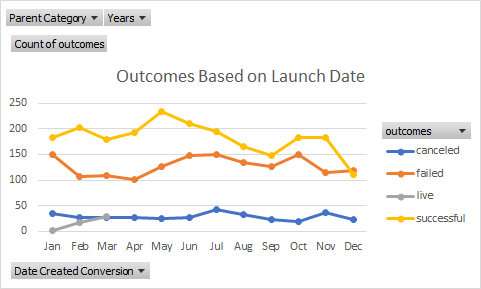 Parent Category Years
Count of outcomes
Outcomes Based on Launch Date
250
200
150
100
50
0
Jan Feb Mar Apr May Jun Jul Aug Sep Oct Nov Dec
outcomes
canceled
failed
live
successful
Date Created Conversion